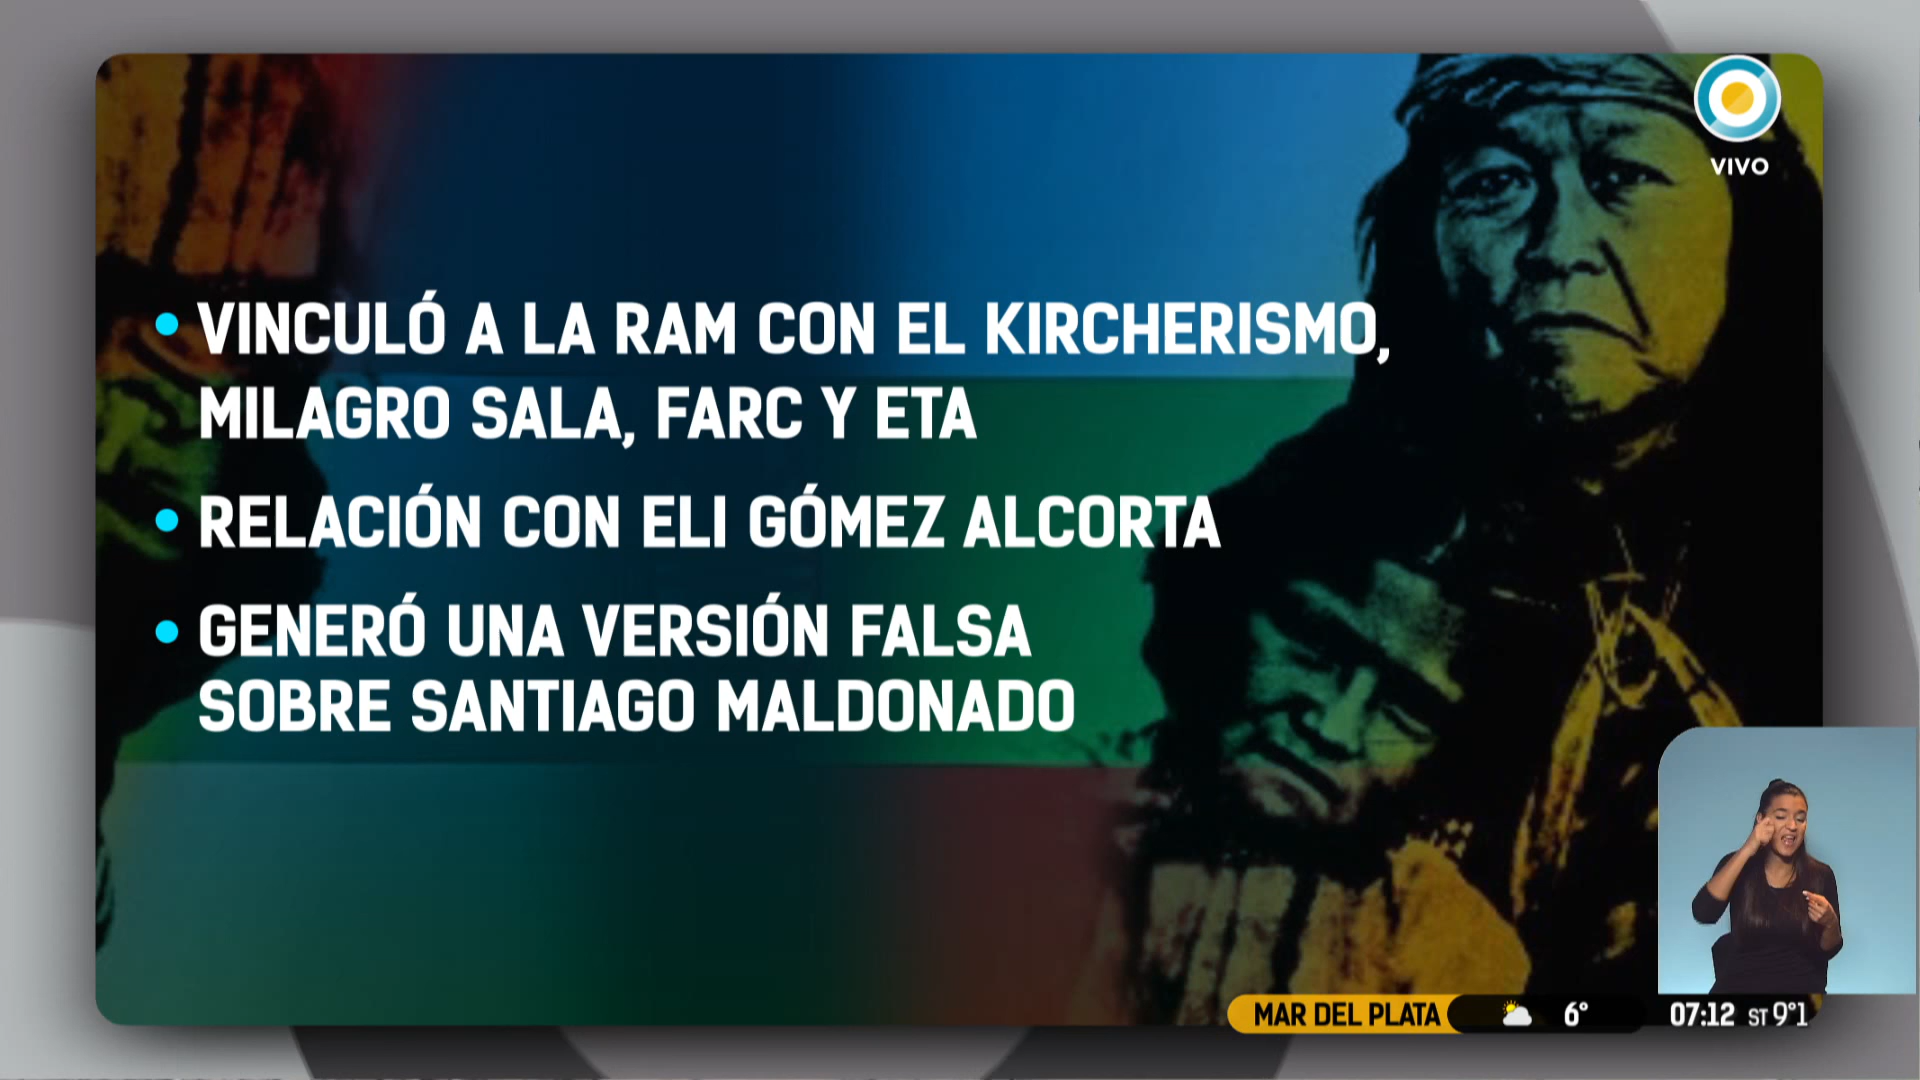 VIVO
• VINCULÓ A LA RAM CON EL KIRCHERISMO,
MILAGRO SALA, FARC Y ETA
• RELACIÓN CON ELI GÓMEZ ALCORTA
• GENERÓ UNA VERSIÓN FALSA
SOBRE SANTIAGO MALDONADO
MAR DEL PLATA 6° 07:12 ST 9°1